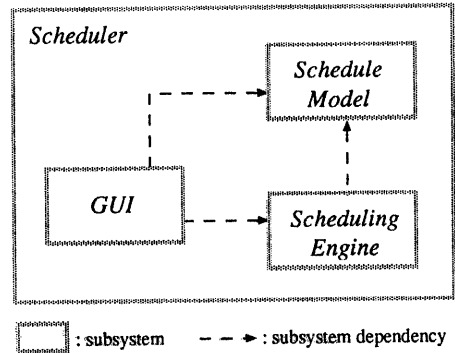 Scheduler
Schedule
Model
GUI
Scheduling
Engine
: subsystem
: subsystem dependency